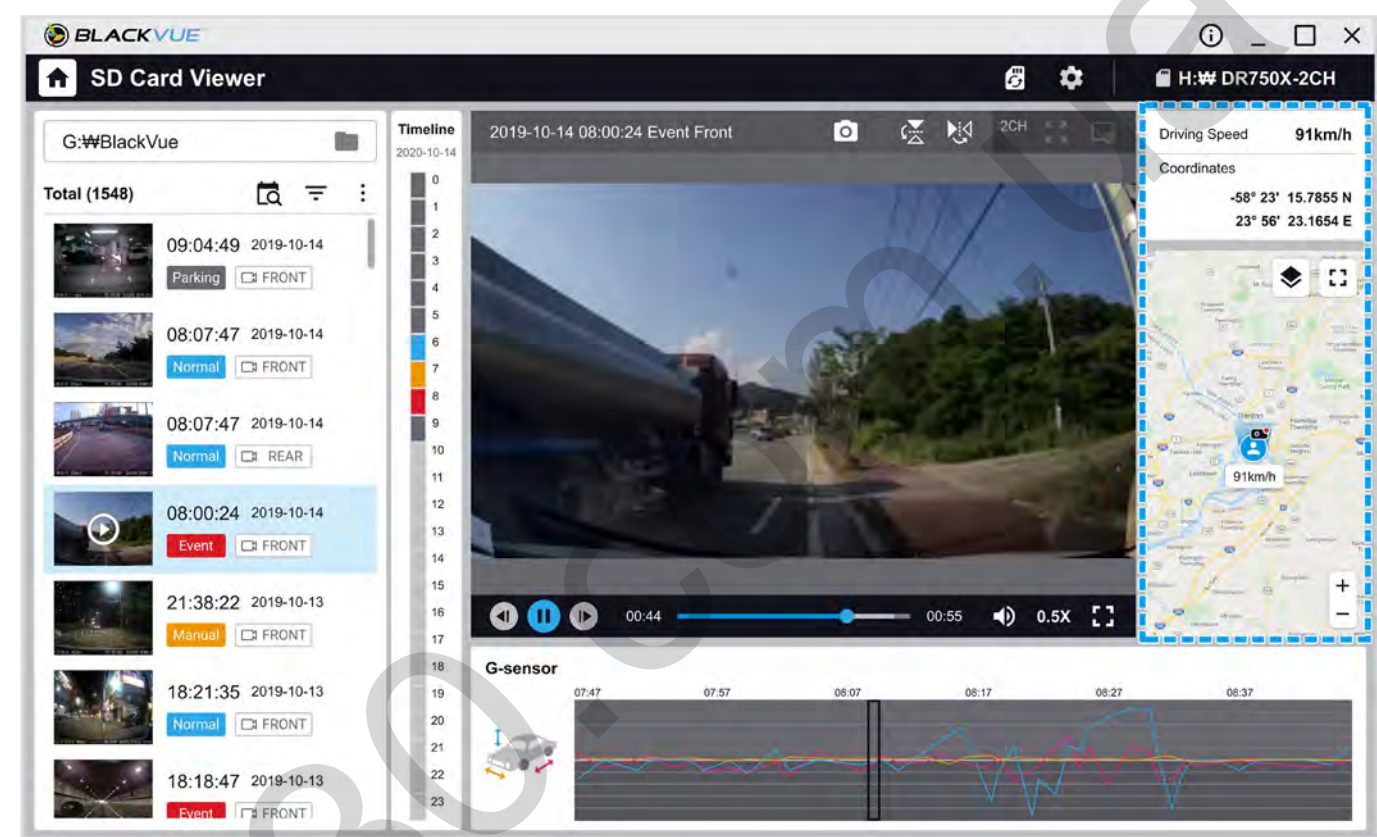 BLACKVUE
SD Card Viewer
H:₩ DR750X-2CH
G:₩BlackVue
Total (1548)
09:04:49 2019-10-14
Parking FRONT
08:07:47 2019-10-14
Normal FRONT
08:07:47 2019-10-14
Normal REAR
08:00:24 2019-10-14
Event FRONT
21:38:22 2019-10-13
Manual FRONT
18:21:35 2019-10-13
Normal FRONT
18:18:47 2019-10-13
Event FRONT
Timeline
2020-10-14
0
1
2
3
4
5
6
7
8
9
10
11
12
13
14
15
16
17
18
19
20
21
22
23
2019-10-14 08:00:24 Event Front
2CH
00:44
00:55
0.5X
Driving Speed 91km/h
Coordinates
-58° 23' 15.7855 N
23° 56' 23.1654 E
91km/h
+
−
G-sensor
07:47 07:57 08:07 08:17 08:27 08:37